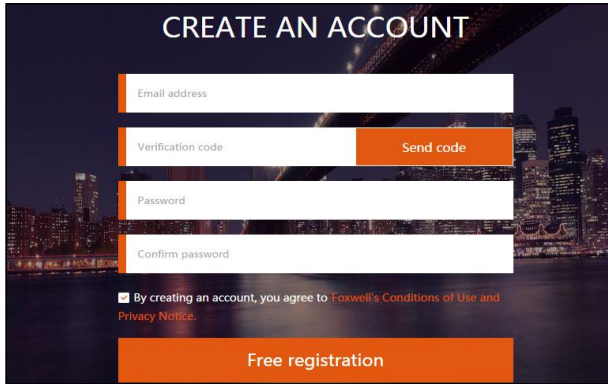 CREATE AN ACCOUNT
Email address
Verification code
Send code
Password
Confirm password
By creating an account, you agree to Foxwell's Conditions of Use and
Privacy Notice.
Free registration